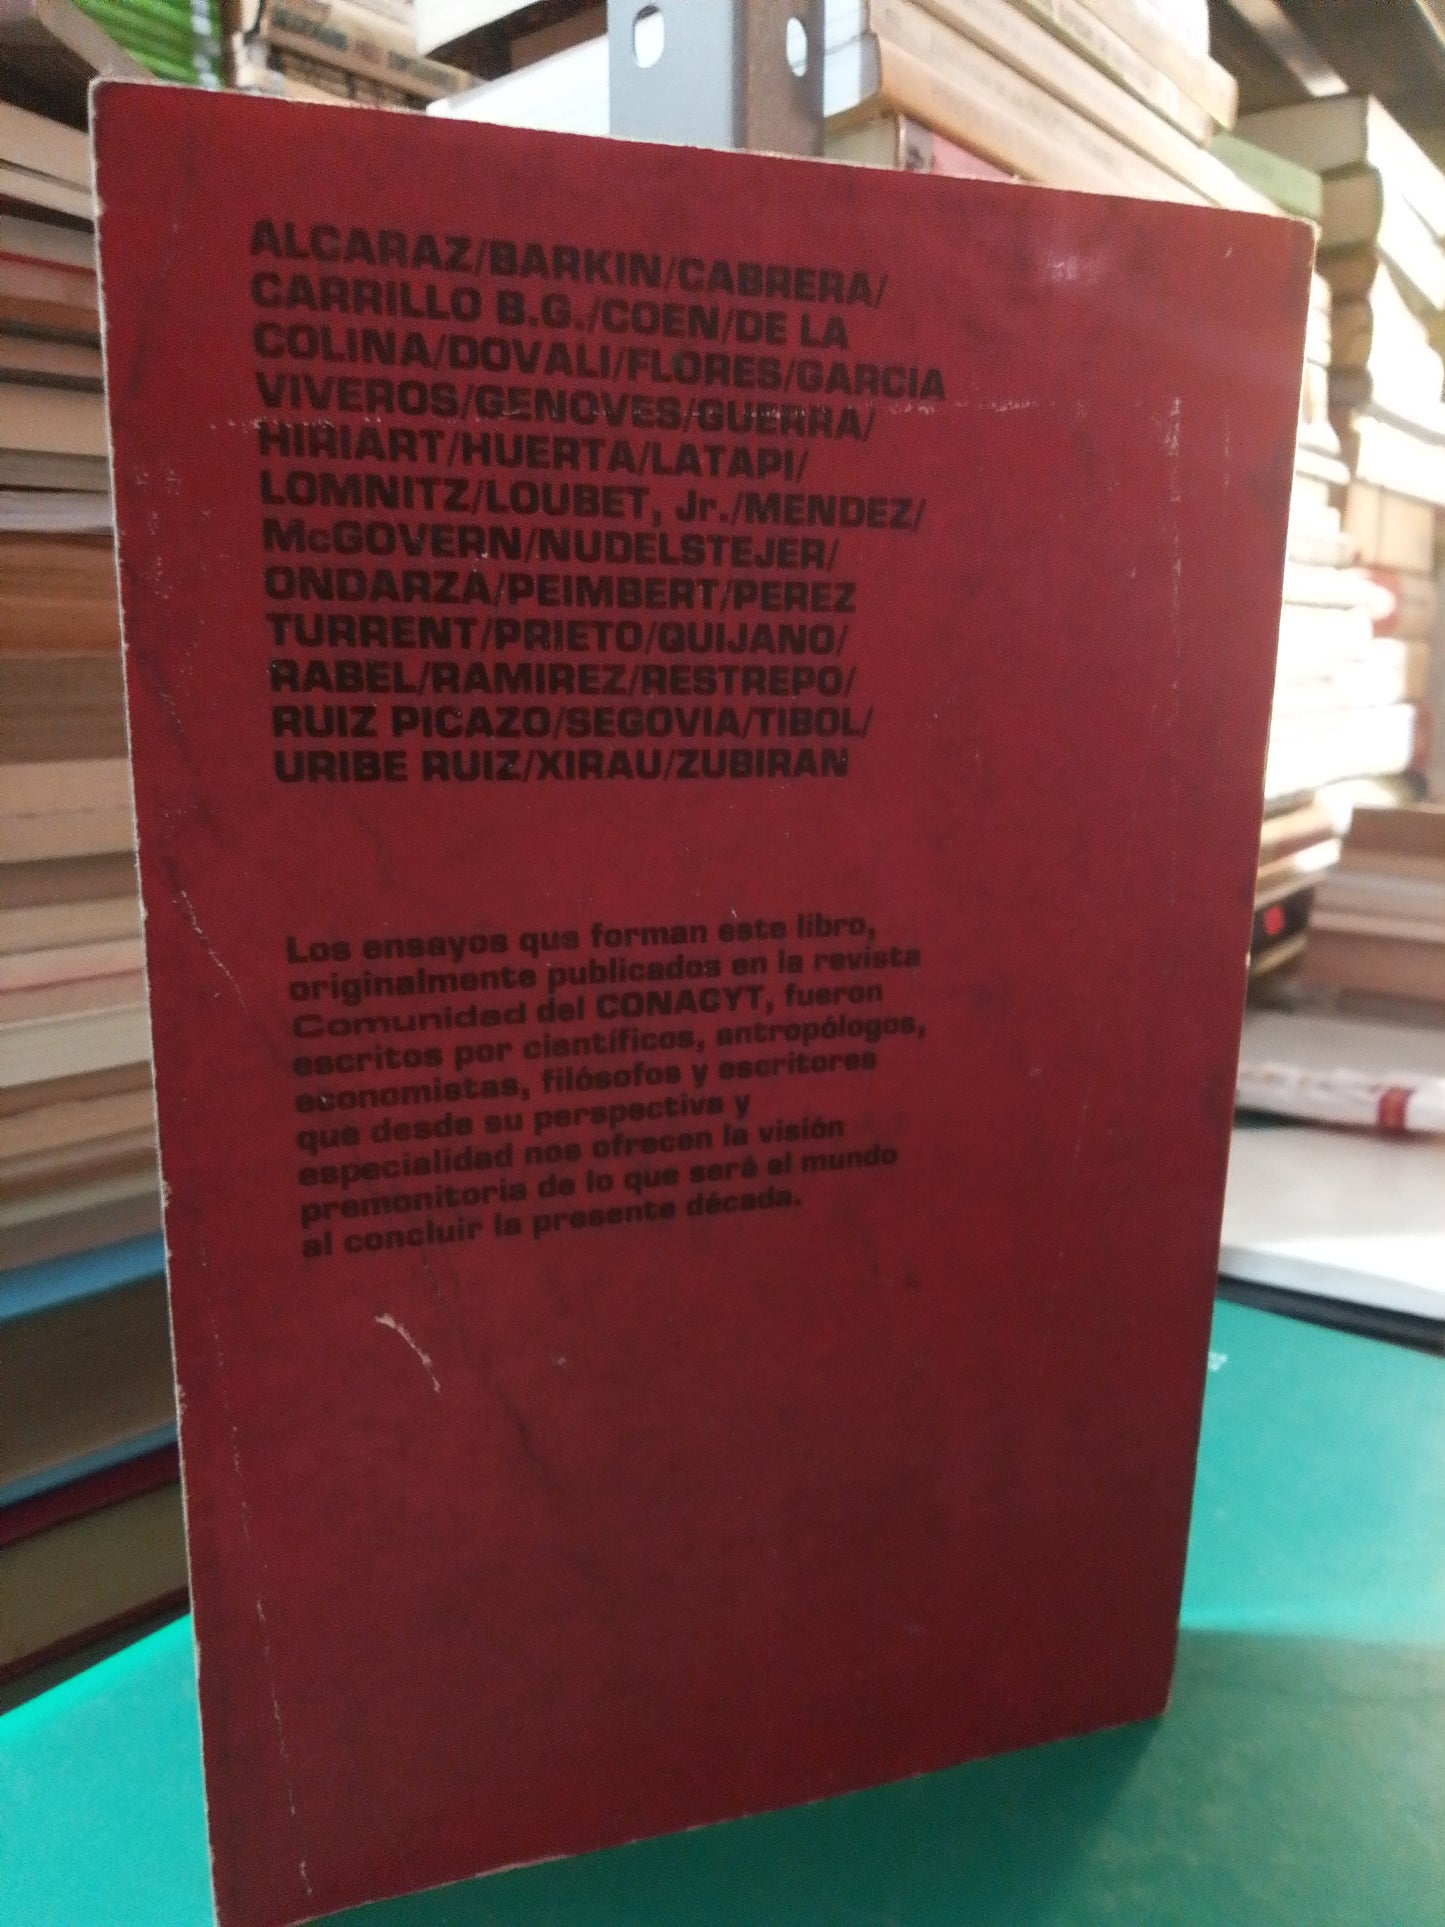 ALCARAZ/BARKIN/CABRERA/
CARRILLO B.G./COEN/DE LA
COLINA/DOVALI/FLORES/GARCIA
VIVEROS/GENOVES/GUERRA/
HIRIART/HUERTA/LATAPI/
LOMNITZ/LOUBET, Jr./MENDEZ/
McGOVERN/NUDELSTEJER/
ONDARZA/PEIMBERT/PEREZ
TURRENT/PRIETO/QUIJANO/
RABEL/RAMIREZ/RESTREPO/
RUIZ PICAZO/SEGOVIA/TIBOL/
URIBE RUIZ/XIRAU/ZUBIRAN
Los ensayos que forman este libro,
originalmente publicados en la revista
Comunidad del CONACYT, fueron
escritos por científicos, antropólogos,
economistas, filósofos y escritores
que desde su perspectiva y
especialidad nos ofrecen la visión
premonitoria de lo que será el mundo
al concluir la presente década.